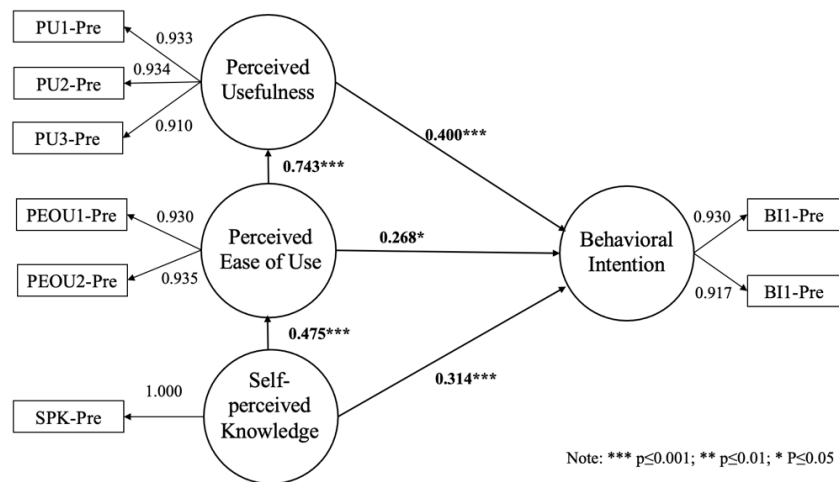 PU1-Pre
0.933
PU2-Pre
0.934
PU3-Pre
0.910
Perceived
Usefulness
0.400***
0.743***
PEOU1-Pre
0.930
PEOU2-Pre
0.935
Perceived
Ease of Use
0.268*
Behavioral
Intention
0.930
BI1-Pre
0.917
BI1-Pre
0.475***
SPK-Pre
1.000
Self-
perceived
Knowledge
0.314***
Note: *** p≤0.001; ** p≤0.01; * P≤0.05